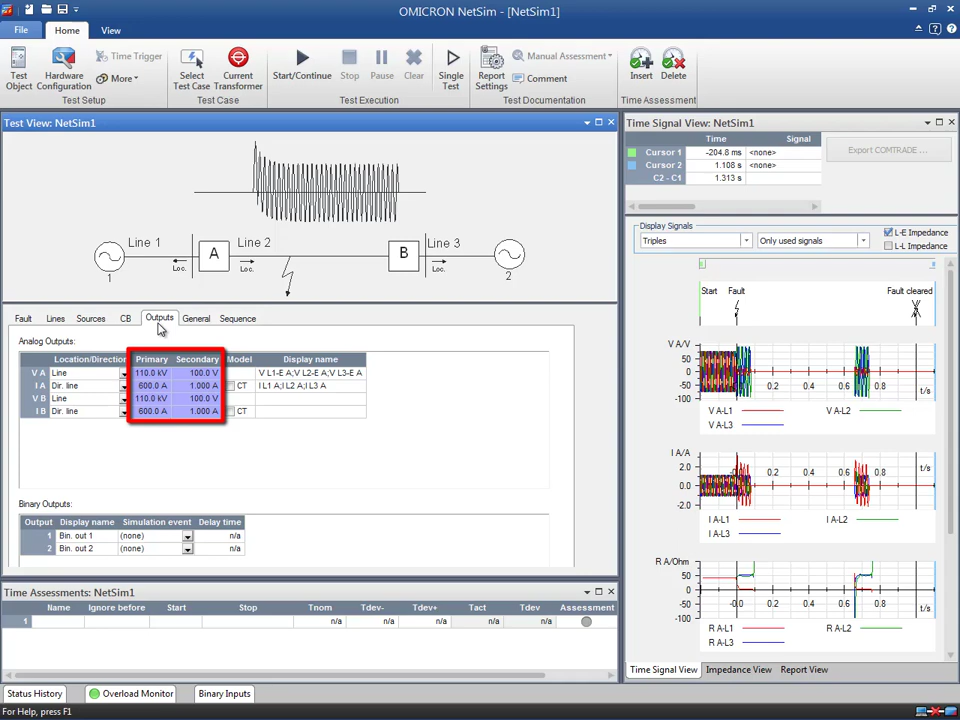 OMICRON NetSim - [NetSim1]
File
Home
View
Test Object
Hardware Configuration
Time Trigger
More
Test Setup
Select Test Case
Current Transformer
Test Case
Start/Continue
Stop
Pause
Clear
Single Test
Test Execution
Report Settings
Manual Assessment
Comment
Test Documentation
Insert
Delete
Time Assessment
Test View: NetSim1
Line 1
A
Line 2
B
Line 3
Loc.
Loc.
Loc.
1
2
Fault
Lines
Sources
CB
Outputs
General
Sequence
Analog Outputs:
Location/Direction Primary Secondary Model Display name
V A Line 110.0 kV 100.0 V V L1-E A;V L2-E A;V L3-E A
I A Dir. line 600.0 A 1.000 A CT I L1 A;I L2 A;I L3 A
V B Line 110.0 kV 100.0 V
I B Dir. line 600.0 A 1.000 A CT
Binary Outputs:
Output Display name Simulation event Delay time
1 Bin. out 1 (none) n/a
2 Bin. out 2 (none) n/a
Time Assessments: NetSim1
Name Ignore before Start Stop Tnom Tdev- Tdev+ Tact Tdev Assessment
1 n/a n/a n/a n/a n/a
Status History
Overload Monitor
Binary Inputs
For Help, press F1
Time Signal View: NetSim1
Time Signal
Cursor 1 -204.8 ms <none>
Cursor 2 1.108 s <none>
C2 - C1 1.313 s
Export COMTRADE ...
Display Signals
Triples
Only used signals
L-E Impedance
L-L Impedance
Start
Fault
Fault cleared
V A/V
50
0
-50
-100
0.2 0.4 0.6 0.8
t/s
V A-L1
V A-L2
V A-L3
I A/A
2.0
0.0
-2.0
-0.0 0.2 0.4 0.6 0.8
t/s
I A-L1
I A-L2
I A-L3
R A/Ohm
50
0
-50
-100
-0.0 0.2 0.4 0.6 0.8
t/s
R A-L1
R A-L2
R A-L3
Time Signal View
Impedance View
Report View